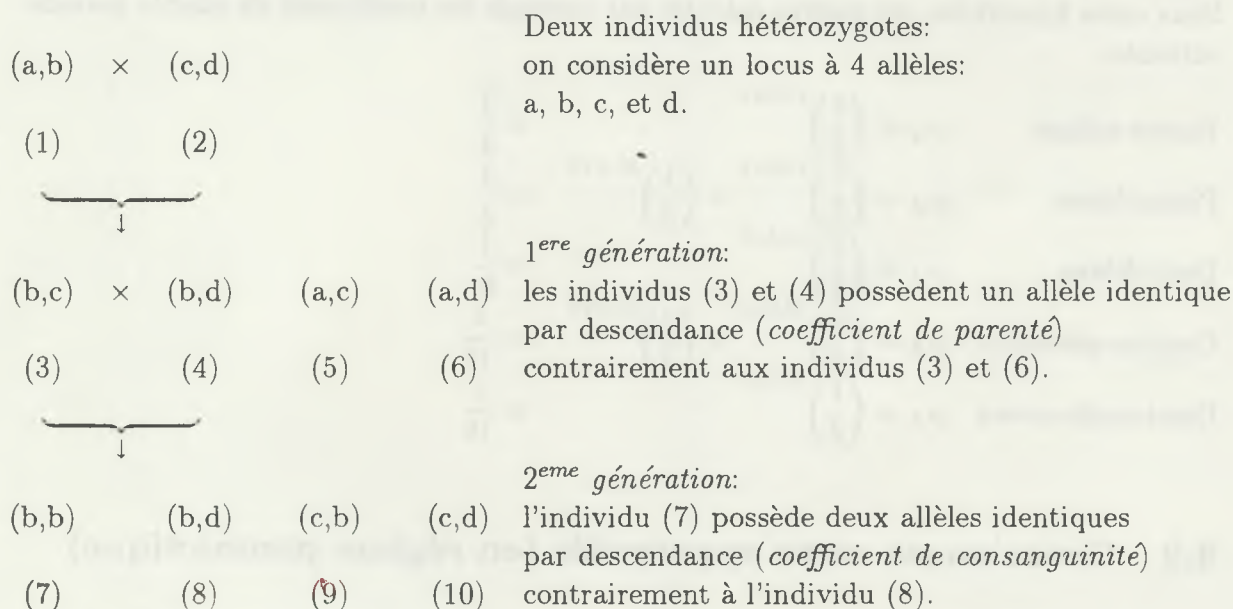 Deux individus hétérozygotes:
(a,b) × (c,d) on considère un locus à 4 allèles:
a, b, c, et d.
(1) (2)
↓
1ere génération:
(b,c) × (b,d) (a,c) (a,d) les individus (3) et (4) possèdent un allèle identique
par descendance (coefficient de parenté)
(3) (4) (5) (6) contrairement aux individus (3) et (6).
↓
2eme génération:
(b,b) (b,d) (c,b) (c,d) l'individu (7) possède deux allèles identiques
par descendance (coefficient de consanguinité)
(7) (8) (9) (10) contrairement à l'individu (8).